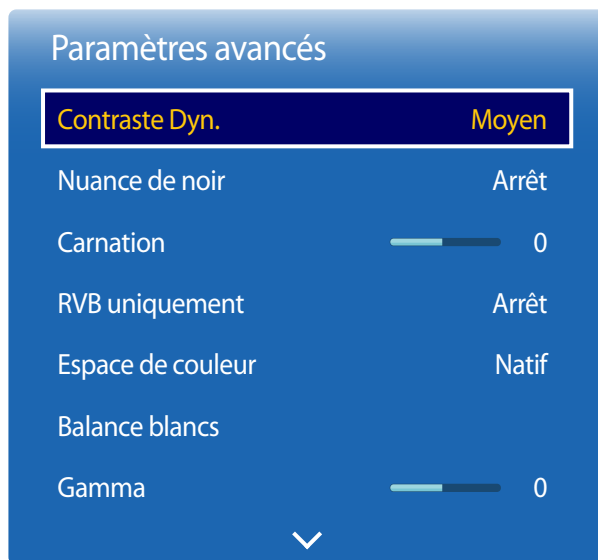 Paramètres avancés
Contraste Dyn. Moyen
Nuance de noir Arrêt
Carnation 0
RVB uniquement Arrêt
Espace de couleur Natif
Balance blancs
Gamma 0